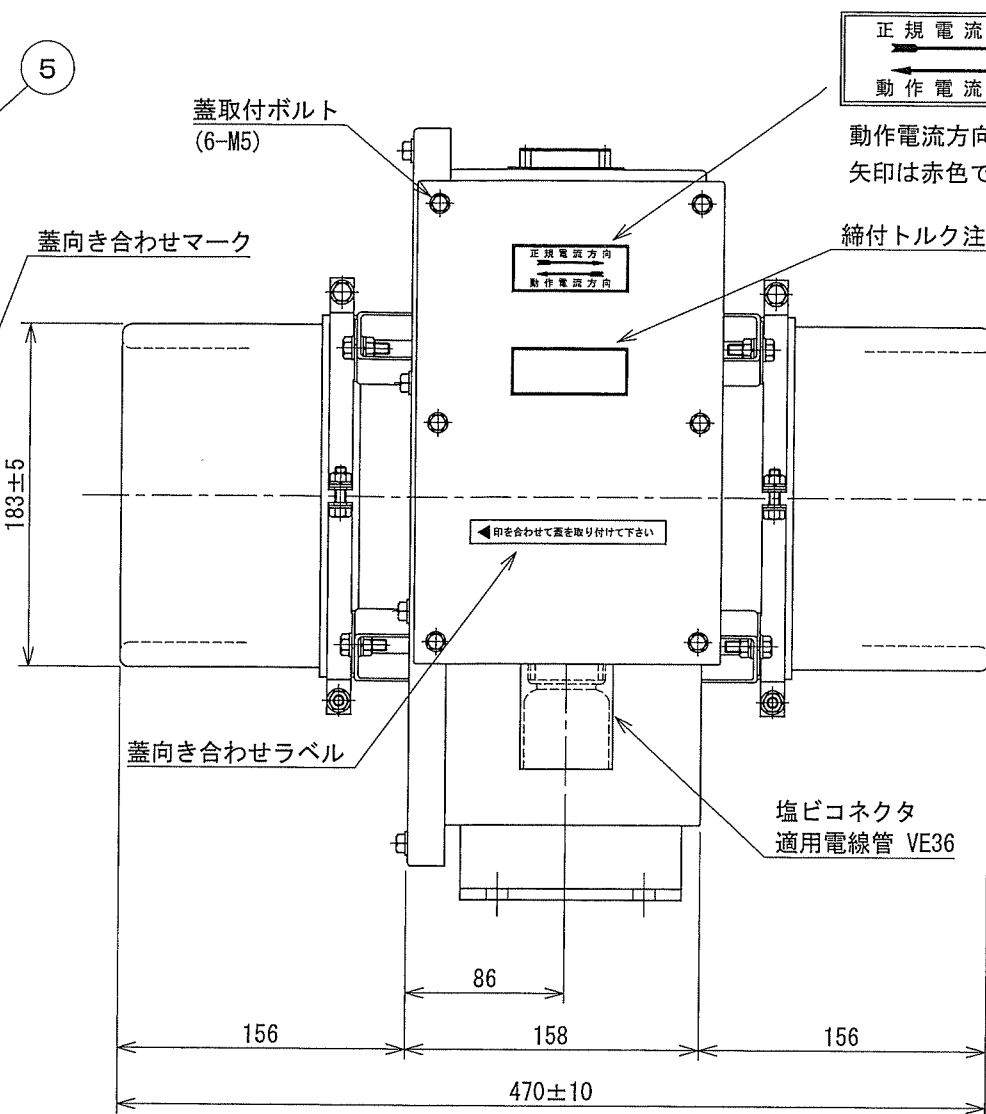 5
正規電流
動作電流
動作電流方向
矢印は赤色で
蓋取付ボルト
(6-M5)
蓋向き合わせマーク
締付トルク注
正規電流方向
動作電流方向
183±5
◀印を合わせて蓋を取り付けて下さい
蓋向き合わせラベル
塩ビコネクタ
適用電線管 VE36
86
156
158
156
470±10